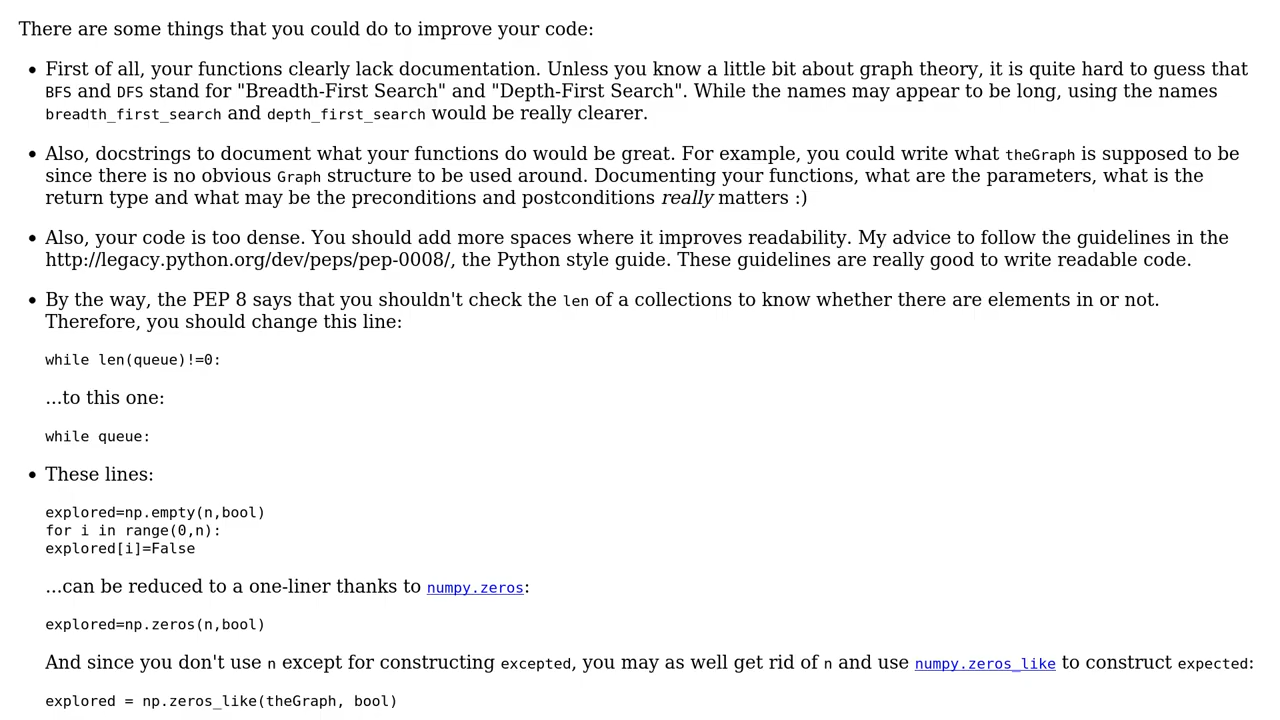 There are some things that you could do to improve your code:
• First of all, your functions clearly lack documentation. Unless you know a little bit about graph theory, it is quite hard to guess that
BFS and DFS stand for "Breadth-First Search" and "Depth-First Search". While the names may appear to be long, using the names
breadth_first_search and depth_first_search would be really clearer.
• Also, docstrings to document what your functions do would be great. For example, you could write what theGraph is supposed to be
since there is no obvious Graph structure to be used around. Documenting your functions, what are the parameters, what is the
return type and what may be the preconditions and postconditions really matters :)
• Also, your code is too dense. You should add more spaces where it improves readability. My advice to follow the guidelines in the
http://legacy.python.org/dev/peps/pep-0008/, the Python style guide. These guidelines are really good to write readable code.
• By the way, the PEP 8 says that you shouldn't check the len of a collections to know whether there are elements in or not.
Therefore, you should change this line:
while len(queue)!=0:
...to this one:
while queue:
• These lines:
explored=np.empty(n,bool)
for i in range(0,n):
explored[i]=False
...can be reduced to a one-liner thanks to numpy.zeros:
explored=np.zeros(n,bool)
And since you don't use n except for constructing excepted, you may as well get rid of n and use numpy.zeros_like to construct expected:
explored = np.zeros_like(theGraph, bool)